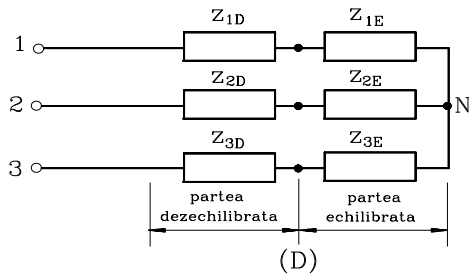 Z1D Z1E
1
Z2D Z2E
2 N
Z3D Z3E
3
partea partea
dezechilibrata echilibrata
(D)